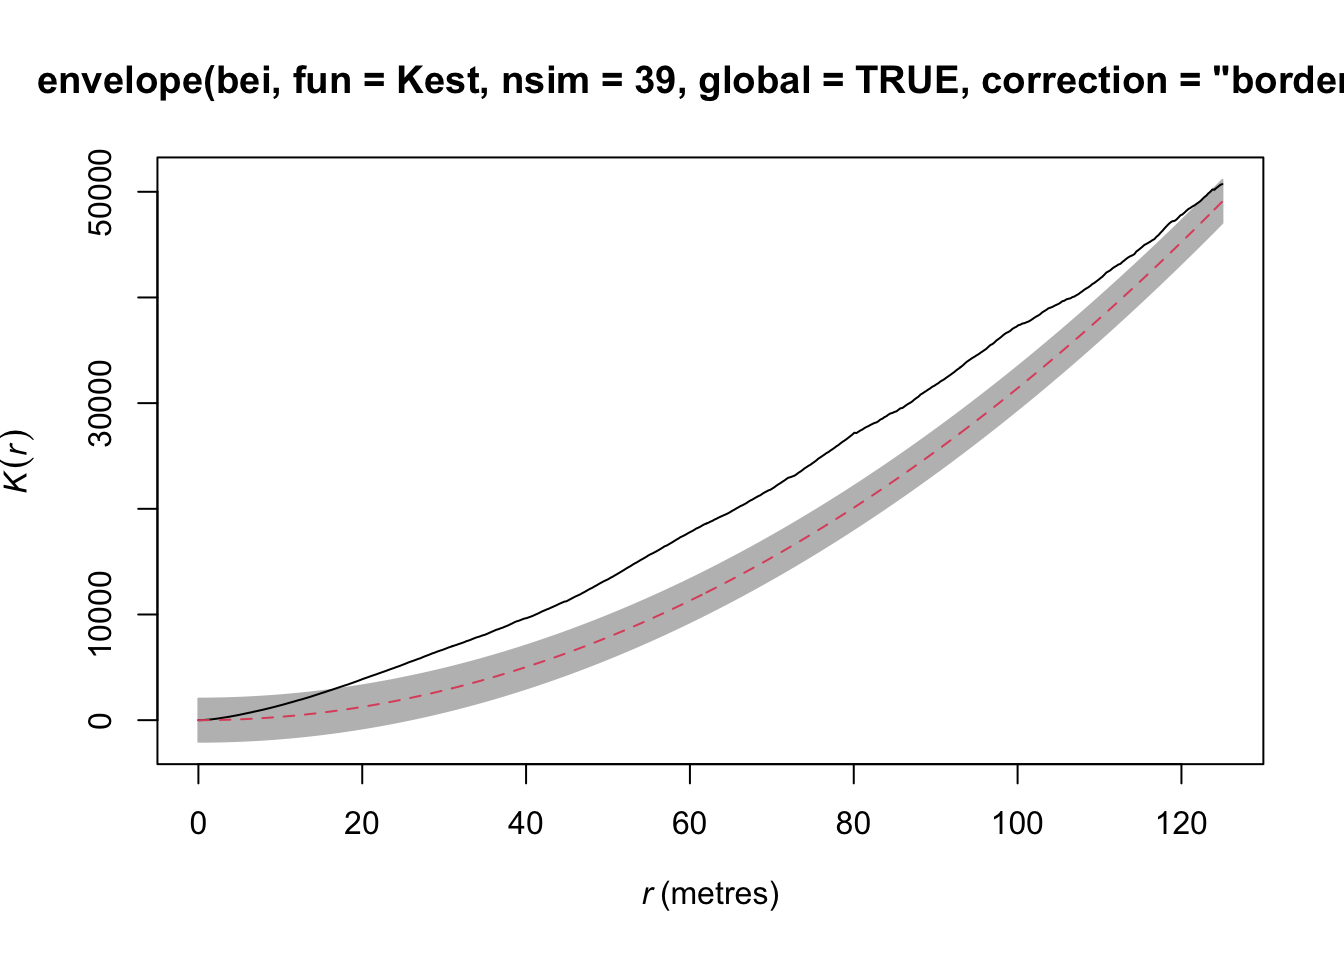 envelope(bei, fun = Kest, nsim = 39, global = TRUE, correction = "border
K(r)
50000
30000
10000
0
0 20 40 60 80 100 120
r (metres)